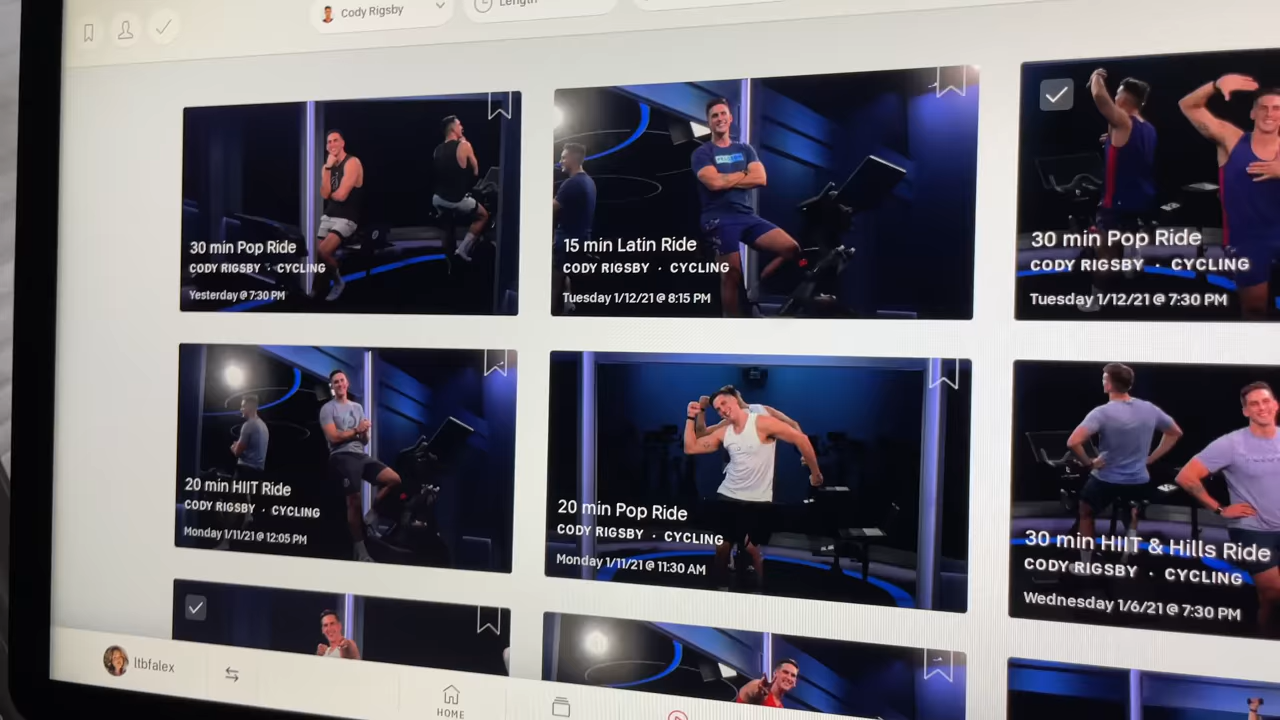 Cody Rigsby
Length
30 min Pop Ride
CODY RIGSBY · CYCLING
Yesterday @ 7:30 PM
15 min Latin Ride
CODY RIGSBY · CYCLING
Tuesday 1/12/21 @ 8:15 PM
30 min Pop Ride
CODY RIGSBY · CYCLING
Tuesday 1/12/21 @ 7:30 PM
20 min HIIT Ride
CODY RIGSBY · CYCLING
Monday 1/11/21 @ 12:05 PM
20 min Pop Ride
CODY RIGSBY · CYCLING
Monday 1/11/21 @ 11:30 AM
30 min HIIT & Hills Ride
CODY RIGSBY · CYCLING
Wednesday 1/6/21 @ 7:30 PM
ltbfalex
HOME